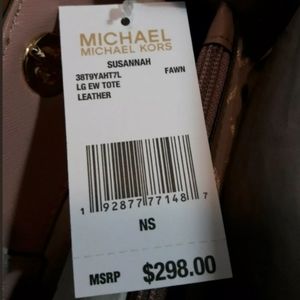 MICHAEL
MICHAEL KORS
SUSANNAH
38T9YAHT7L FAWN
LG EW TOTE
LEATHER
1 92877 77148 7
NS
MSRP $298.00